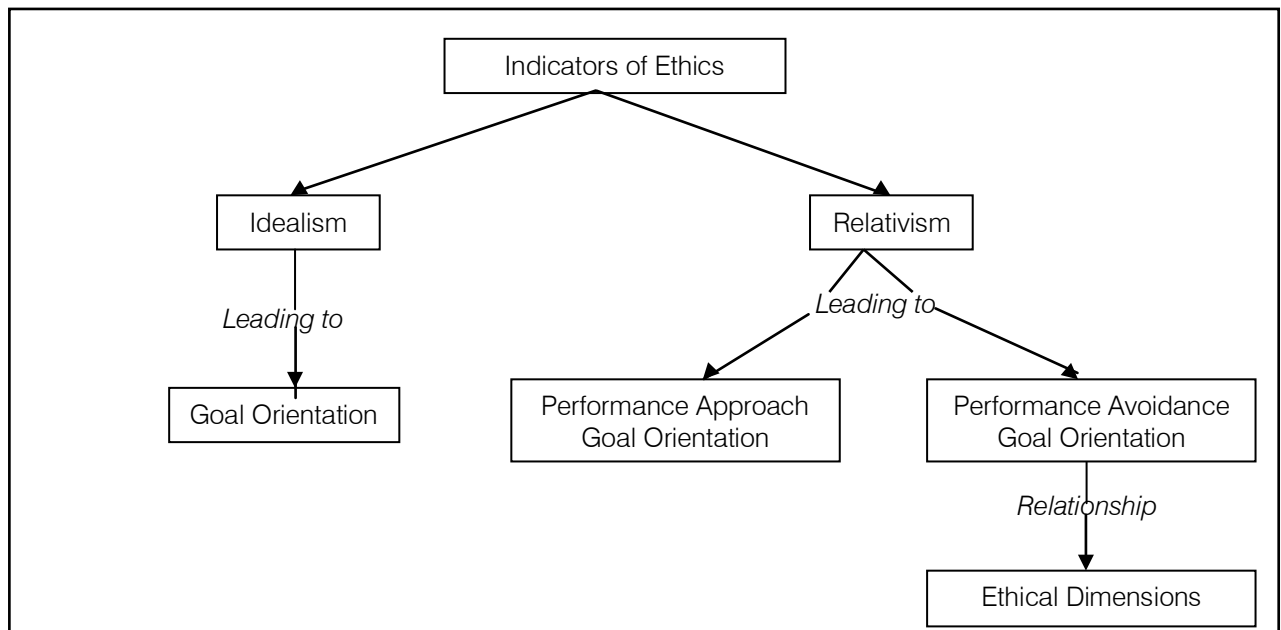 Indicators of Ethics
Idealism
Relativism
Leading to
Leading to
Goal Orientation
Performance Approach
Goal Orientation
Performance Avoidance
Goal Orientation
Relationship
Ethical Dimensions